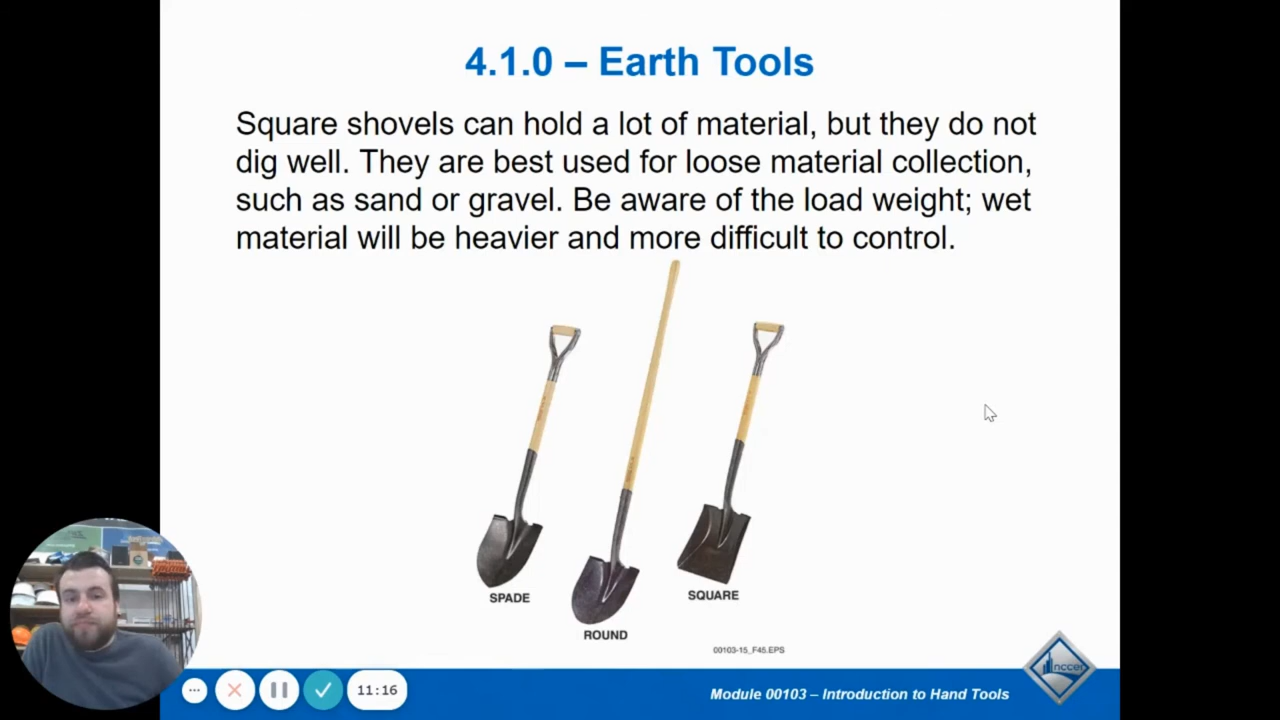 4.1.0 – Earth Tools
Square shovels can hold a lot of material, but they do not
dig well. They are best used for loose material collection,
such as sand or gravel. Be aware of the load weight; wet
material will be heavier and more difficult to control.
SPADE
SQUARE
ROUND
00103-15_F45.EPS
nccer
11:16
Module 00103 – Introduction to Hand Tools